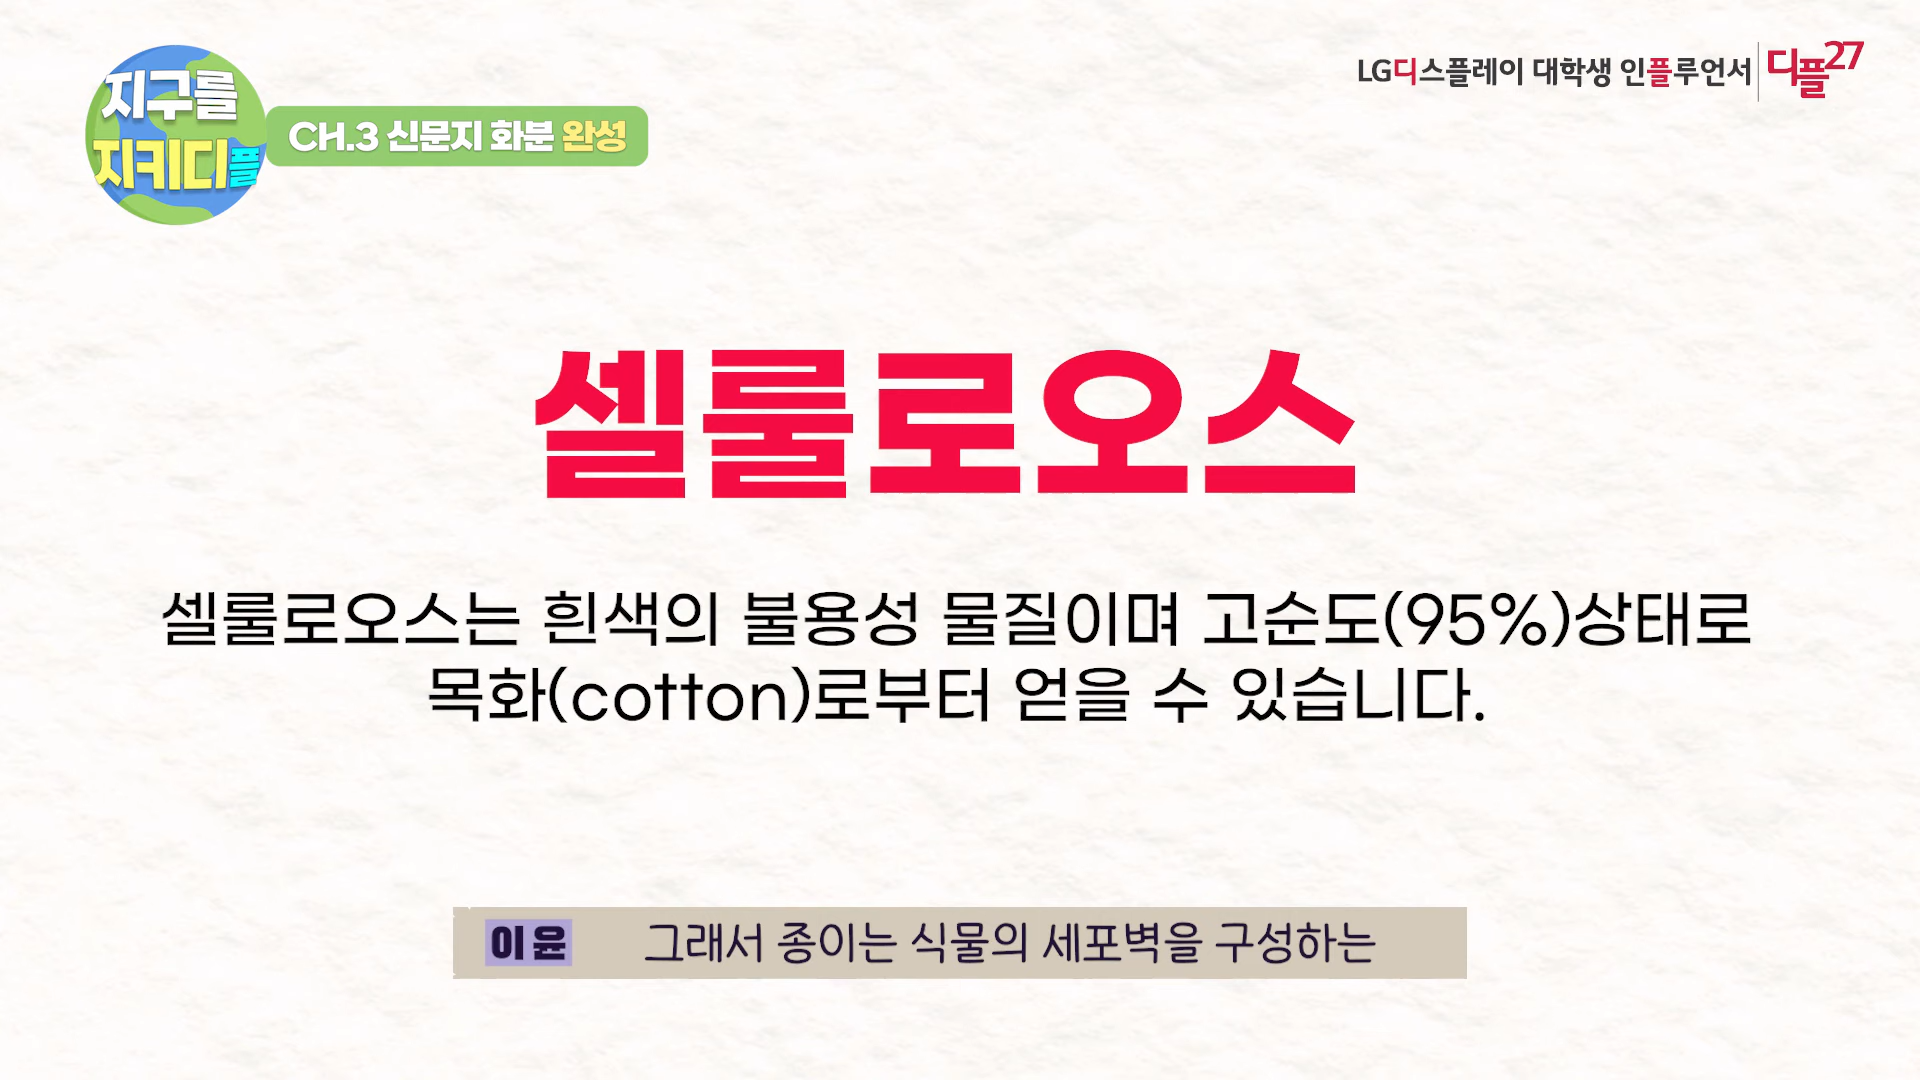 지구를
지키디플
CH.3 신문지 화분 완성
LG디스플레이 대학생 인플루언서
디플27
셀룰로오스
셀룰로오스는 흰색의 불용성 물질이며 고순도(95%)상태로
목화(cotton)로부터 얻을 수 있습니다.
이 윤 그래서 종이는 식물의 세포벽을 구성하는